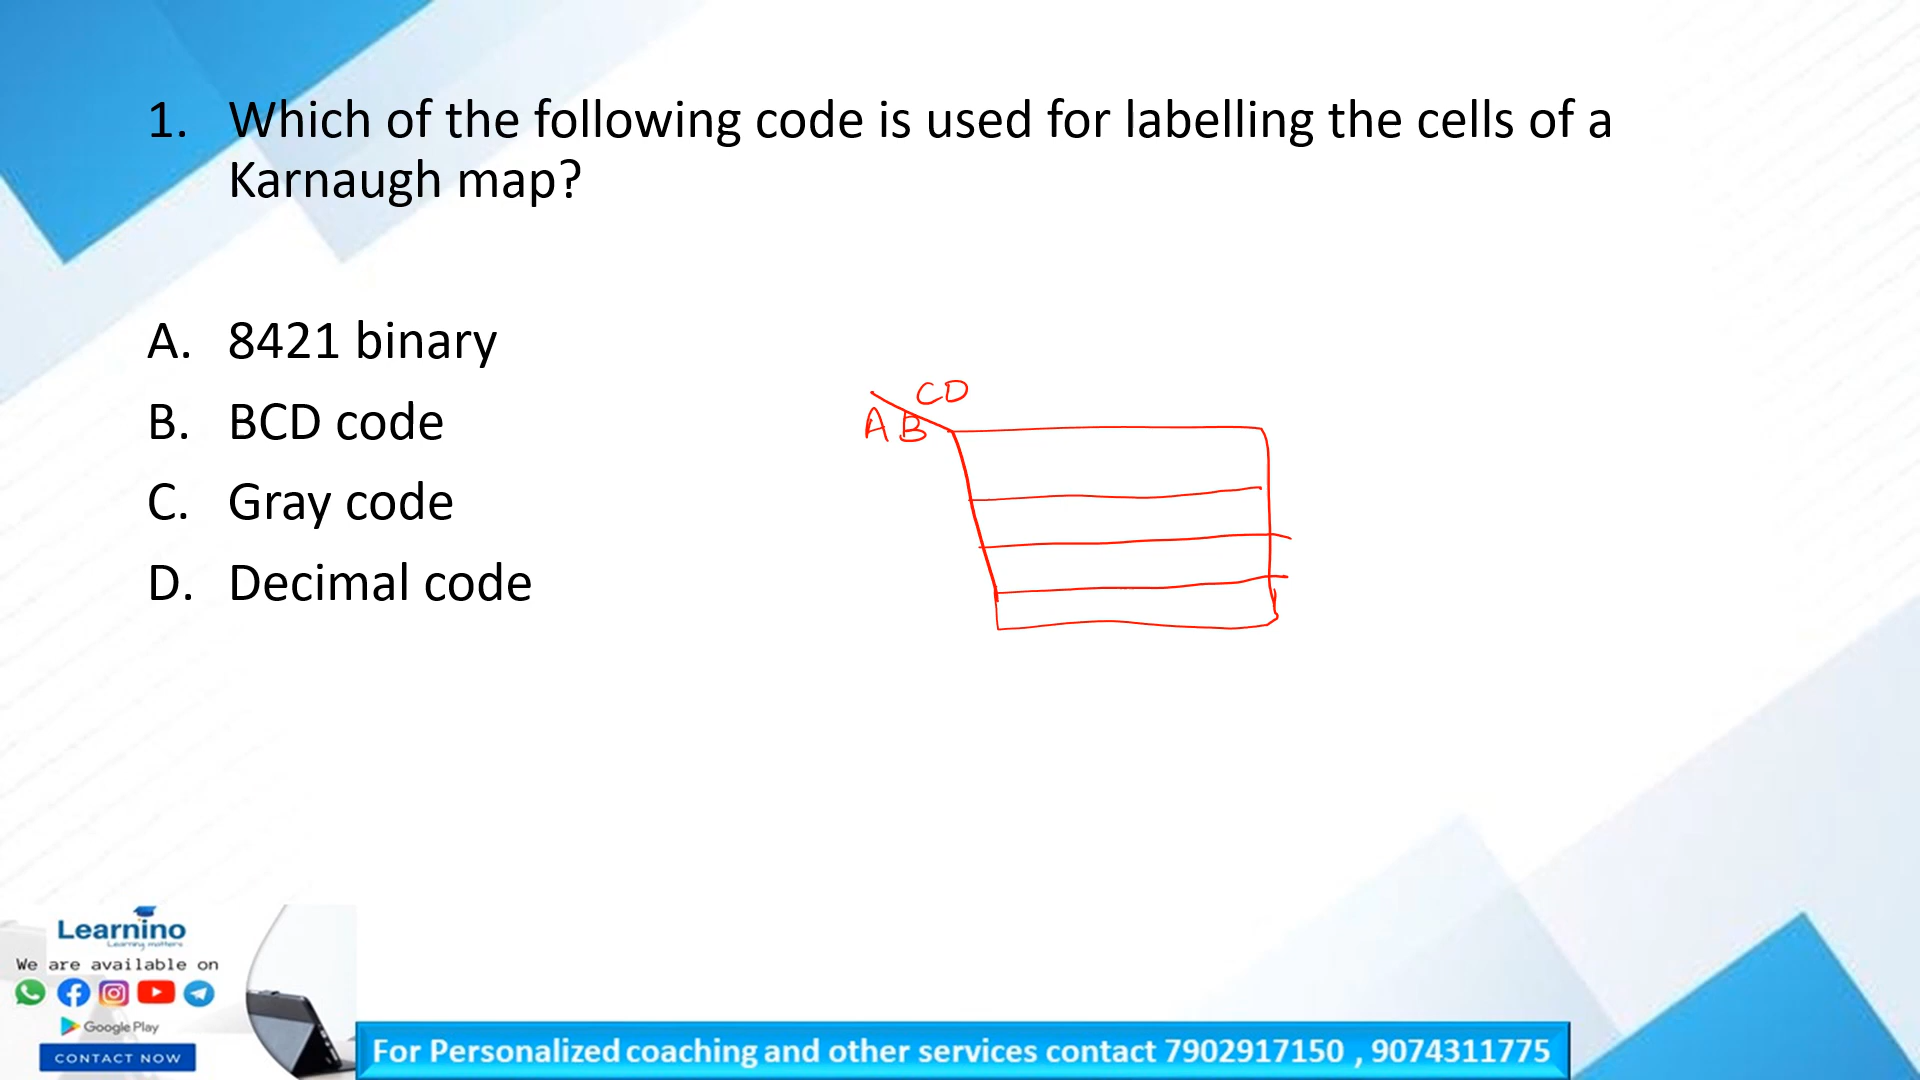 1. Which of the following code is used for labelling the cells of a
Karnaugh map?
A. 8421 binary
B. BCD code
C. Gray code
D. Decimal code
CD
AB
Learnino
Learning matters
We are available on
Google Play
CONTACT NOW
For Personalized coaching and other services contact 7902917150 , 9074311775